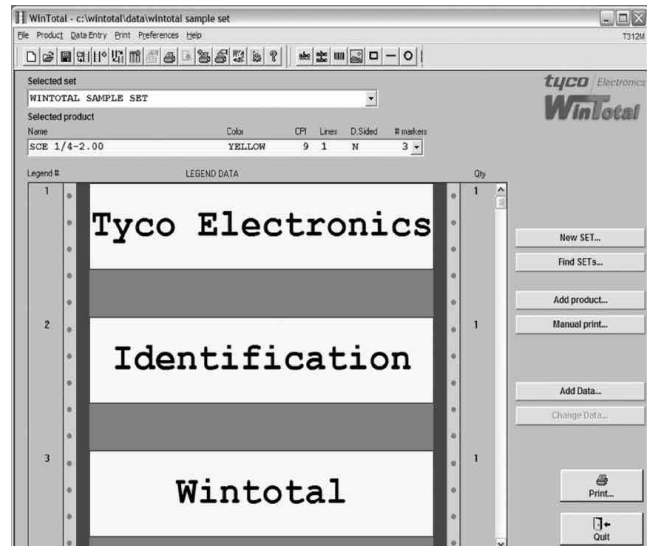 WinTotal - c:\wintotal\data\wintotal sample set
File Product Data Entry Print Preferences Help
T312M
Selected set
WINTOTAL SAMPLE SET
tyco Electronics
WinTotal
Selected product
Name Color CPI Lines D.Sided # markers
SCE 1/4-2.00 YELLOW 9 1 N 3
Legend # LEGEND DATA Qty
1 Tyco Electronics 1
New SET...
Find SETs...
Add product...
2 Identification 1
Manual print...
Add Data...
Change Data...
3 Wintotal 1
Print...
Quit